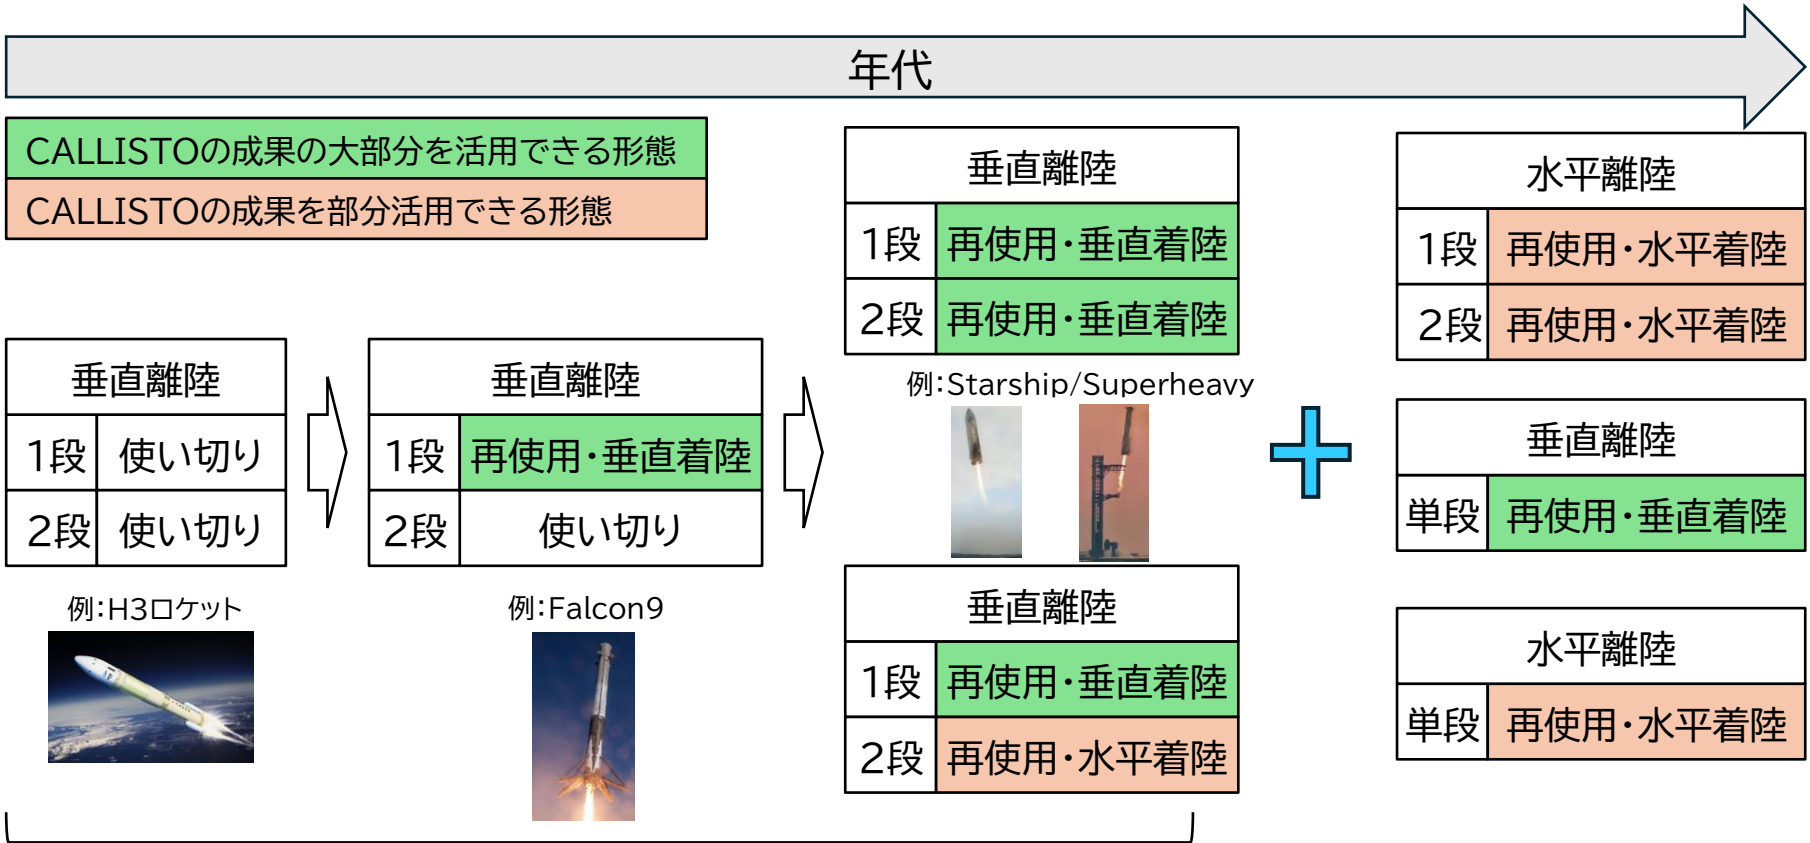 年代
CALLISTOの成果の大部分を活用できる形態
CALLISTOの成果を部分活用できる形態
垂直離陸
1段 使い切り
2段 使い切り
例：H3ロケット
垂直離陸
1段 再使用・垂直着陸
2段 使い切り
例：Falcon9
垂直離陸
1段 再使用・垂直着陸
2段 再使用・垂直着陸
例：Starship/Superheavy
垂直離陸
1段 再使用・垂直着陸
2段 再使用・水平着陸
水平離陸
1段 再使用・水平着陸
2段 再使用・水平着陸
垂直離陸
単段 再使用・垂直着陸
水平離陸
単段 再使用・水平着陸